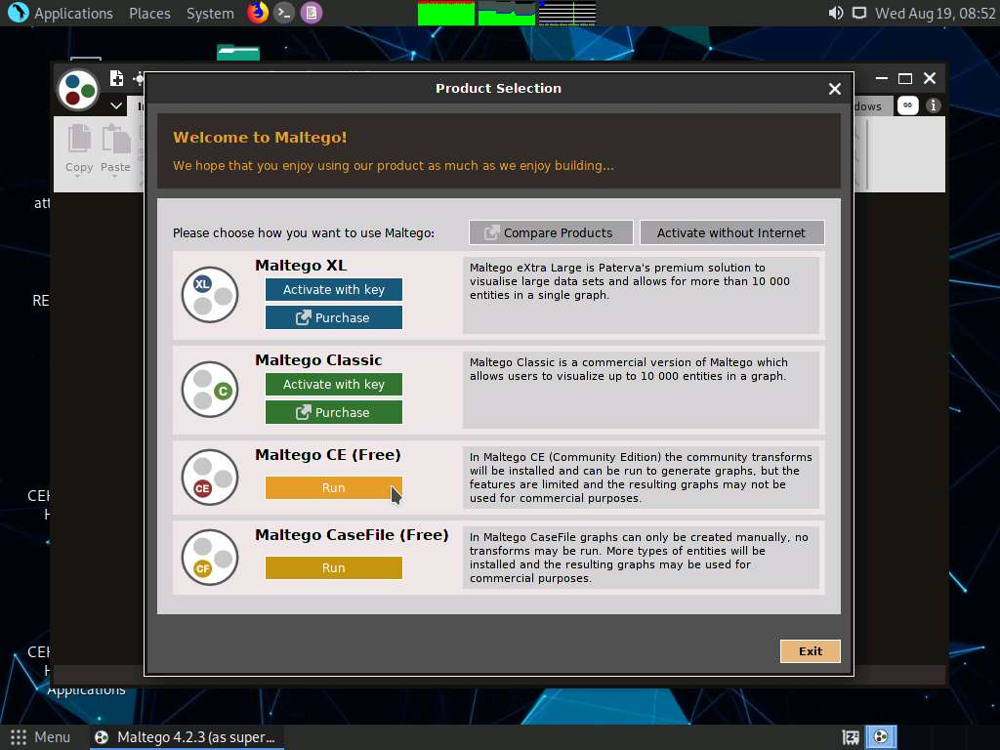 Applications Places System Wed Aug 19, 08:52
Product Selection
dows
Welcome to Maltego!
Copy Paste
We hope that you enjoy using our product as much as we enjoy building...
att
Please choose how you want to use Maltego: Compare Products Activate without Internet
Maltego XL
XL
Activate with key
Purchase
Maltego eXtra Large is Paterva's premium solution to
visualise large data sets and allows for more than 10 000
entities in a single graph.
RE
Maltego Classic
C
Activate with key
Purchase
Maltego Classic is a commercial version of Maltego which
allows users to visualize up to 10 000 entities in a graph.
Maltego CE (Free)
CE
Run
In Maltego CE (Community Edition) the community transforms
will be installed and can be run to generate graphs, but the
features are limited and the resulting graphs may not be
used for commercial purposes.
CEH
H
Maltego CaseFile (Free)
CF
Run
In Maltego CaseFile graphs can only be created manually, no
transforms may be run. More types of entities will be
installed and the resulting graphs may be used for
commercial purposes.
Exit
CEH
H
Applications
Menu Maltego 4.2.3 (as super...